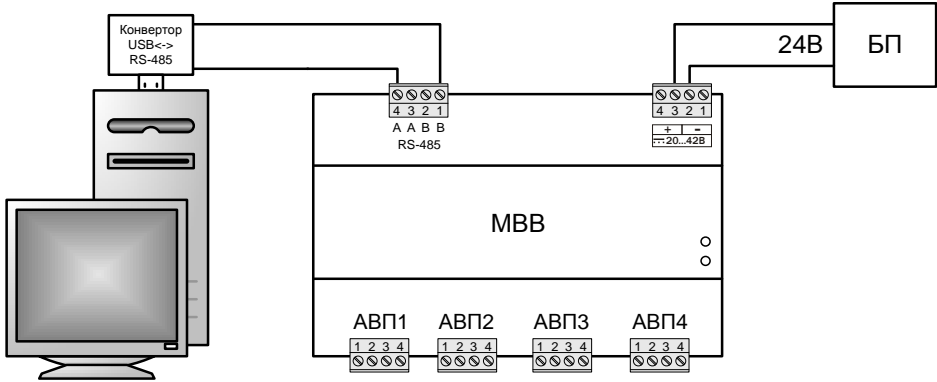 Конвертор
USB<->
RS-485
24В
БП
4 3 2 1
A A B B
RS-485
4 3 2 1
+ -
20...42В
МВВ
АВП1
АВП2
АВП3
АВП4
1 2 3 4
1 2 3 4
1 2 3 4
1 2 3 4